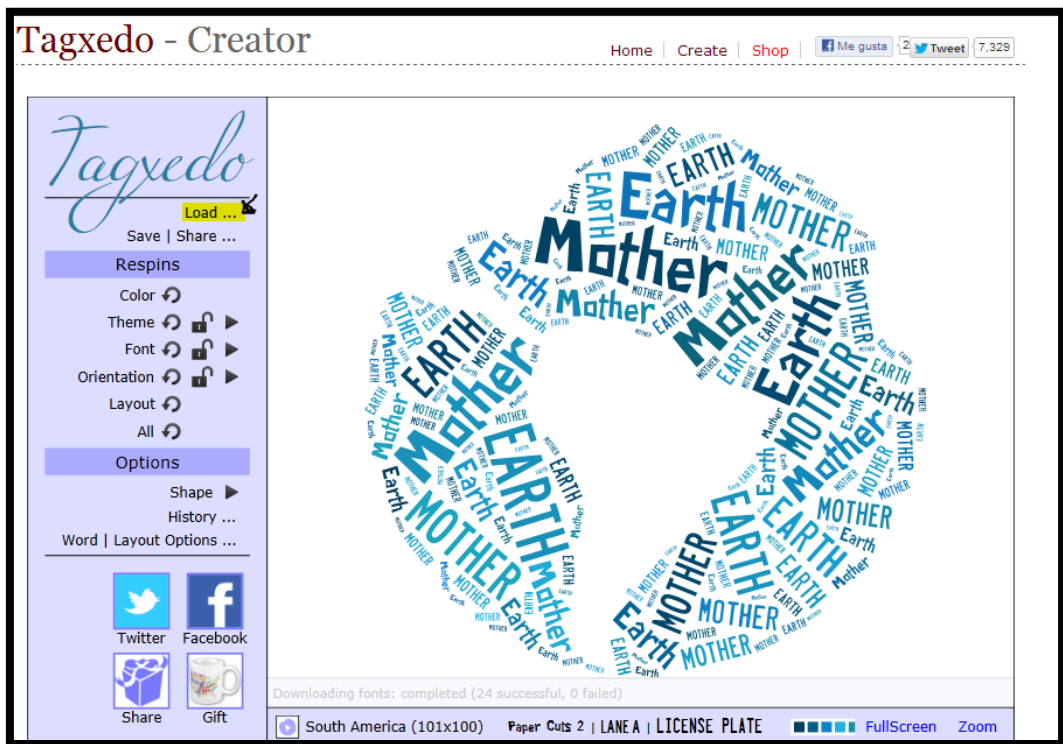 Tagxedo - Creator
Home | Create | Shop | Me gusta 2 Tweet 7,329
Tagxedo
Load ...
Save | Share ...
Respins
Color
Theme
Font
Orientation
Layout
All
Options
Shape
History ...
Word | Layout Options ...
Twitter Facebook
Share Gift
Mother
Earth
MOTHER
EARTH
Downloading fonts: completed (24 successful, 0 failed)
South America (101x100) Paper Cuts 2 | LANE A | LICENSE PLATE FullScreen Zoom